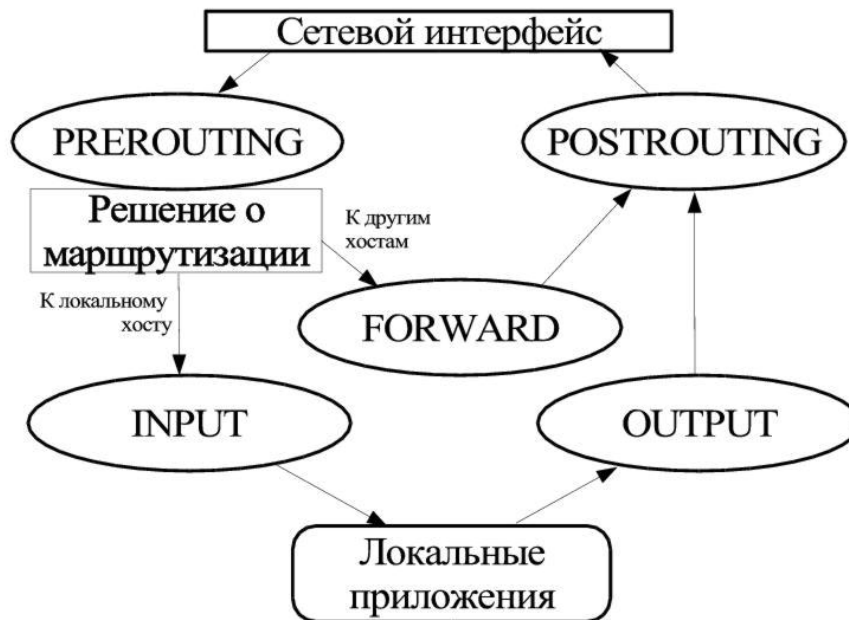 Сетевой интерфейс
PREROUTING
POSTROUTING
Решение о
маршрутизации
К другим
хостам
К локальному
хосту
FORWARD
INPUT
OUTPUT
Локальные
приложения